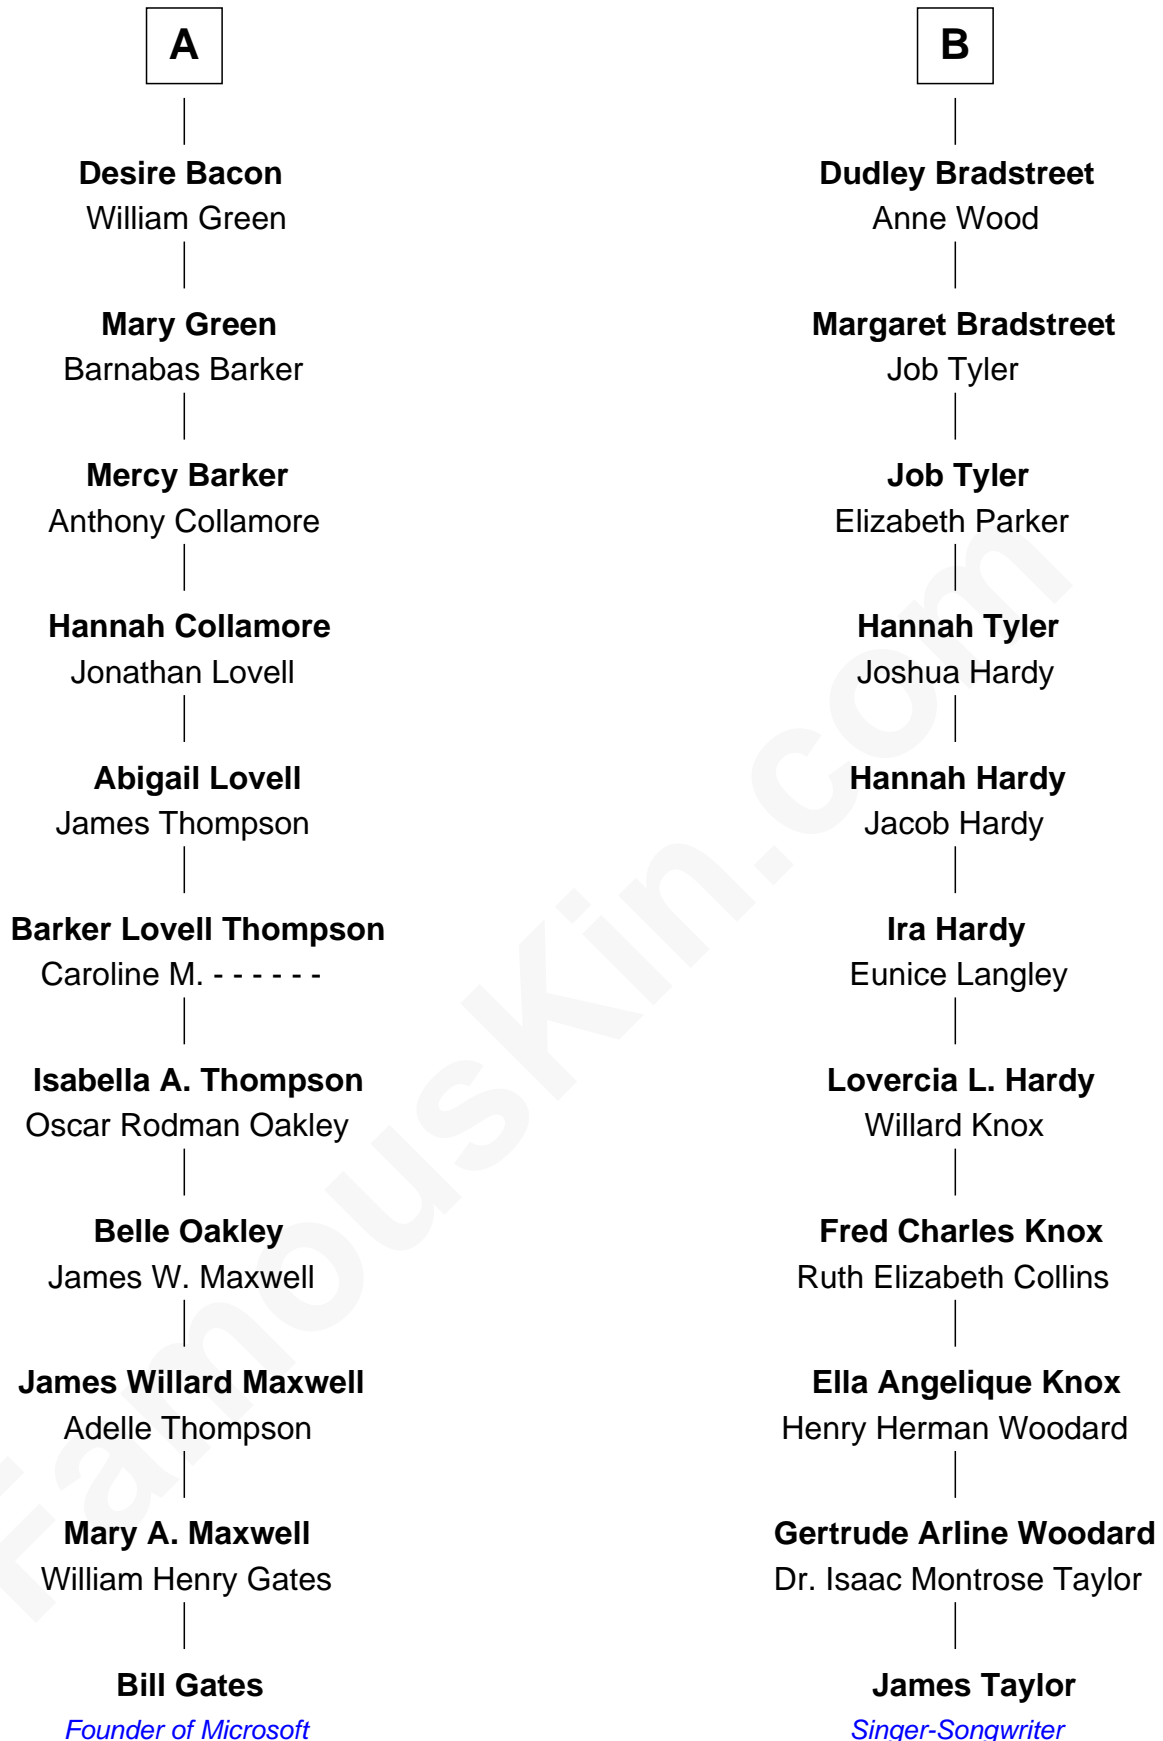 A
Desire Bacon
William Green
Mary Green
Barnabas Barker
Mercy Barker
Anthony Collamore
Hannah Collamore
Jonathan Lovell
Abigail Lovell
James Thompson
Barker Lovell Thompson
Caroline M. - - - - - -
Isabella A. Thompson
Oscar Rodman Oakley
Belle Oakley
James W. Maxwell
James Willard Maxwell
Adelle Thompson
Mary A. Maxwell
William Henry Gates
Bill Gates
Founder of Microsoft
B
Dudley Bradstreet
Anne Wood
Margaret Bradstreet
Job Tyler
Job Tyler
Elizabeth Parker
Hannah Tyler
Joshua Hardy
Hannah Hardy
Jacob Hardy
Ira Hardy
Eunice Langley
Lovercia L. Hardy
Willard Knox
Fred Charles Knox
Ruth Elizabeth Collins
Ella Angelique Knox
Henry Herman Woodard
Gertrude Arline Woodard
Dr. Isaac Montrose Taylor
James Taylor
Singer-Songwriter
FamousKin.com